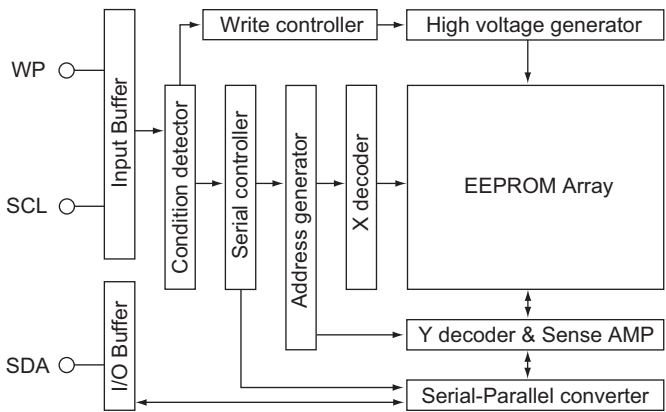 Write controller
High voltage generator
WP
Input Buffer
Condition detector
Serial controller
Address generator
X decoder
EEPROM Array
SCL
I/O Buffer
Y decoder & Sense AMP
SDA
Serial-Parallel converter